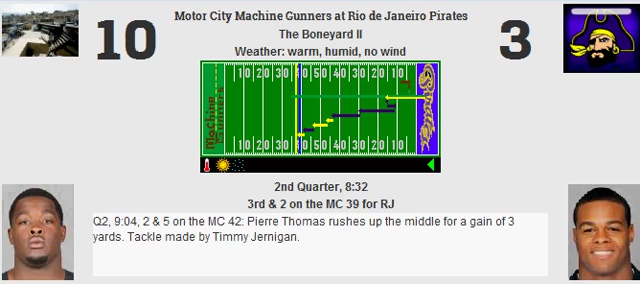 Motor City Machine Gunners at Rio de Janeiro Pirates
The Boneyard II
Weather: warm, humid, no wind
10
3
10 20 30 40 50 40 30 20 10
Machine
Gunners
Pirates
10 20 30 40 50 40 30 20 10
2nd Quarter, 8:32
3rd & 2 on the MC 39 for RJ
Q2, 9:04, 2 & 5 on the MC 42: Pierre Thomas rushes up the middle for a gain of 3
yards. Tackle made by Timmy Jernigan.